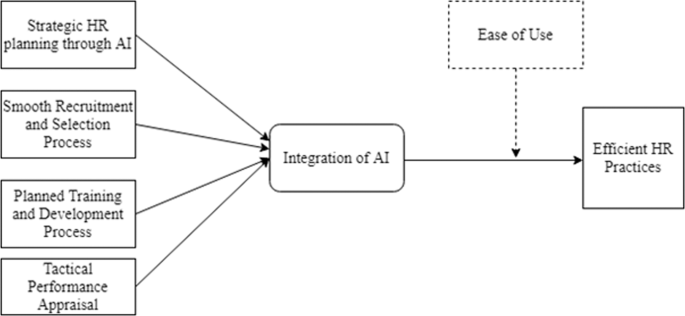 Strategic HR
planning through AI
Smooth Recruitment
and Selection
Process
Planned Training
and Development
Process
Tactical
Performance
Appraisal
Integration of AI
Ease of Use
Efficient HR
Practices